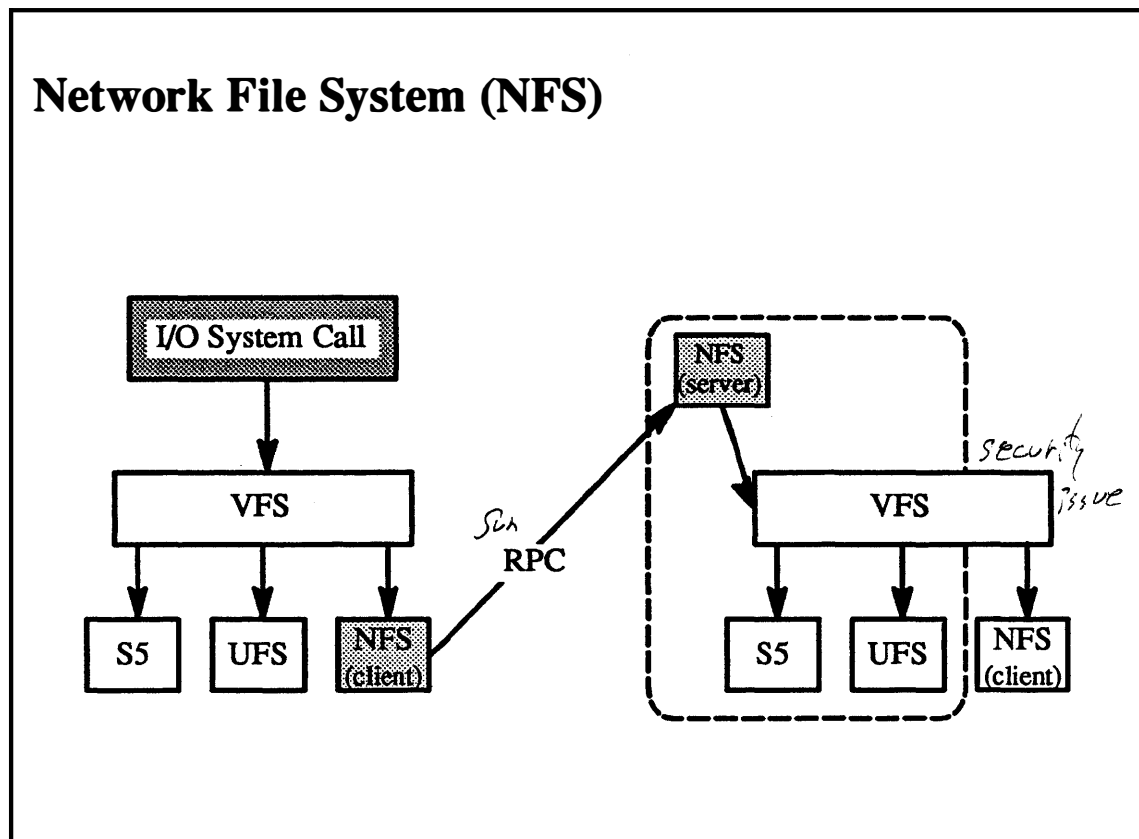 Network File System (NFS)
I/O System Call
VFS
S5
UFS
NFS
(client)
Sun
RPC
NFS
(server)
security
issue
VFS
S5
UFS
NFS
(client)